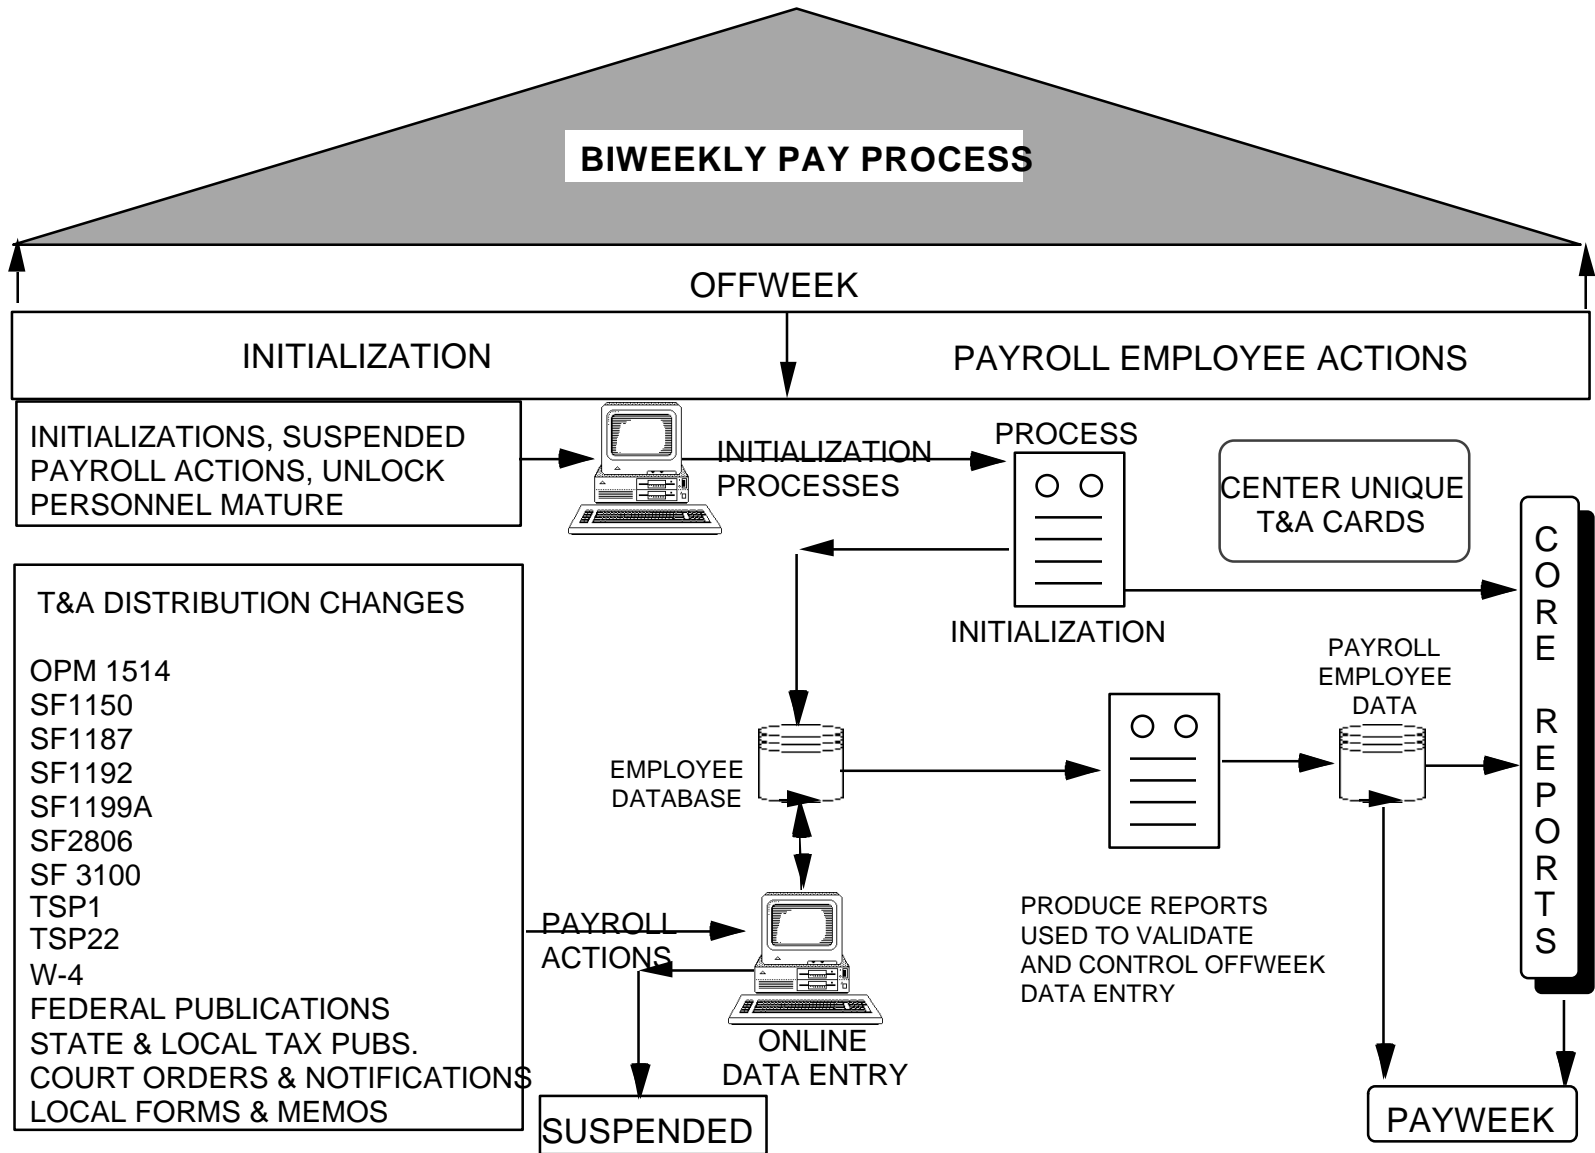 BIWEEKLY PAY PROCESS
OFFWEEK
INITIALIZATION
PAYROLL EMPLOYEE ACTIONS
INITIALIZATIONS, SUSPENDED
PAYROLL ACTIONS, UNLOCK
PERSONNEL MATURE
INITIALIZATION
PROCESSES
PROCESS
INITIALIZATION
CENTER UNIQUE
T&A CARDS
CORE REPORTS
T&A DISTRIBUTION CHANGES
OPM 1514
SF1150
SF1187
SF1192
SF1199A
SF2806
SF 3100
TSP1
TSP22
W-4
FEDERAL PUBLICATIONS
STATE & LOCAL TAX PUBS.
COURT ORDERS & NOTIFICATIONS
LOCAL FORMS & MEMOS
EMPLOYEE
DATABASE
PAYROLL
EMPLOYEE
DATA
PAYROLL
ACTIONS
ONLINE
DATA ENTRY
PRODUCE REPORTS
USED TO VALIDATE
AND CONTROL OFFWEEK
DATA ENTRY
SUSPENDED
PAYWEEK